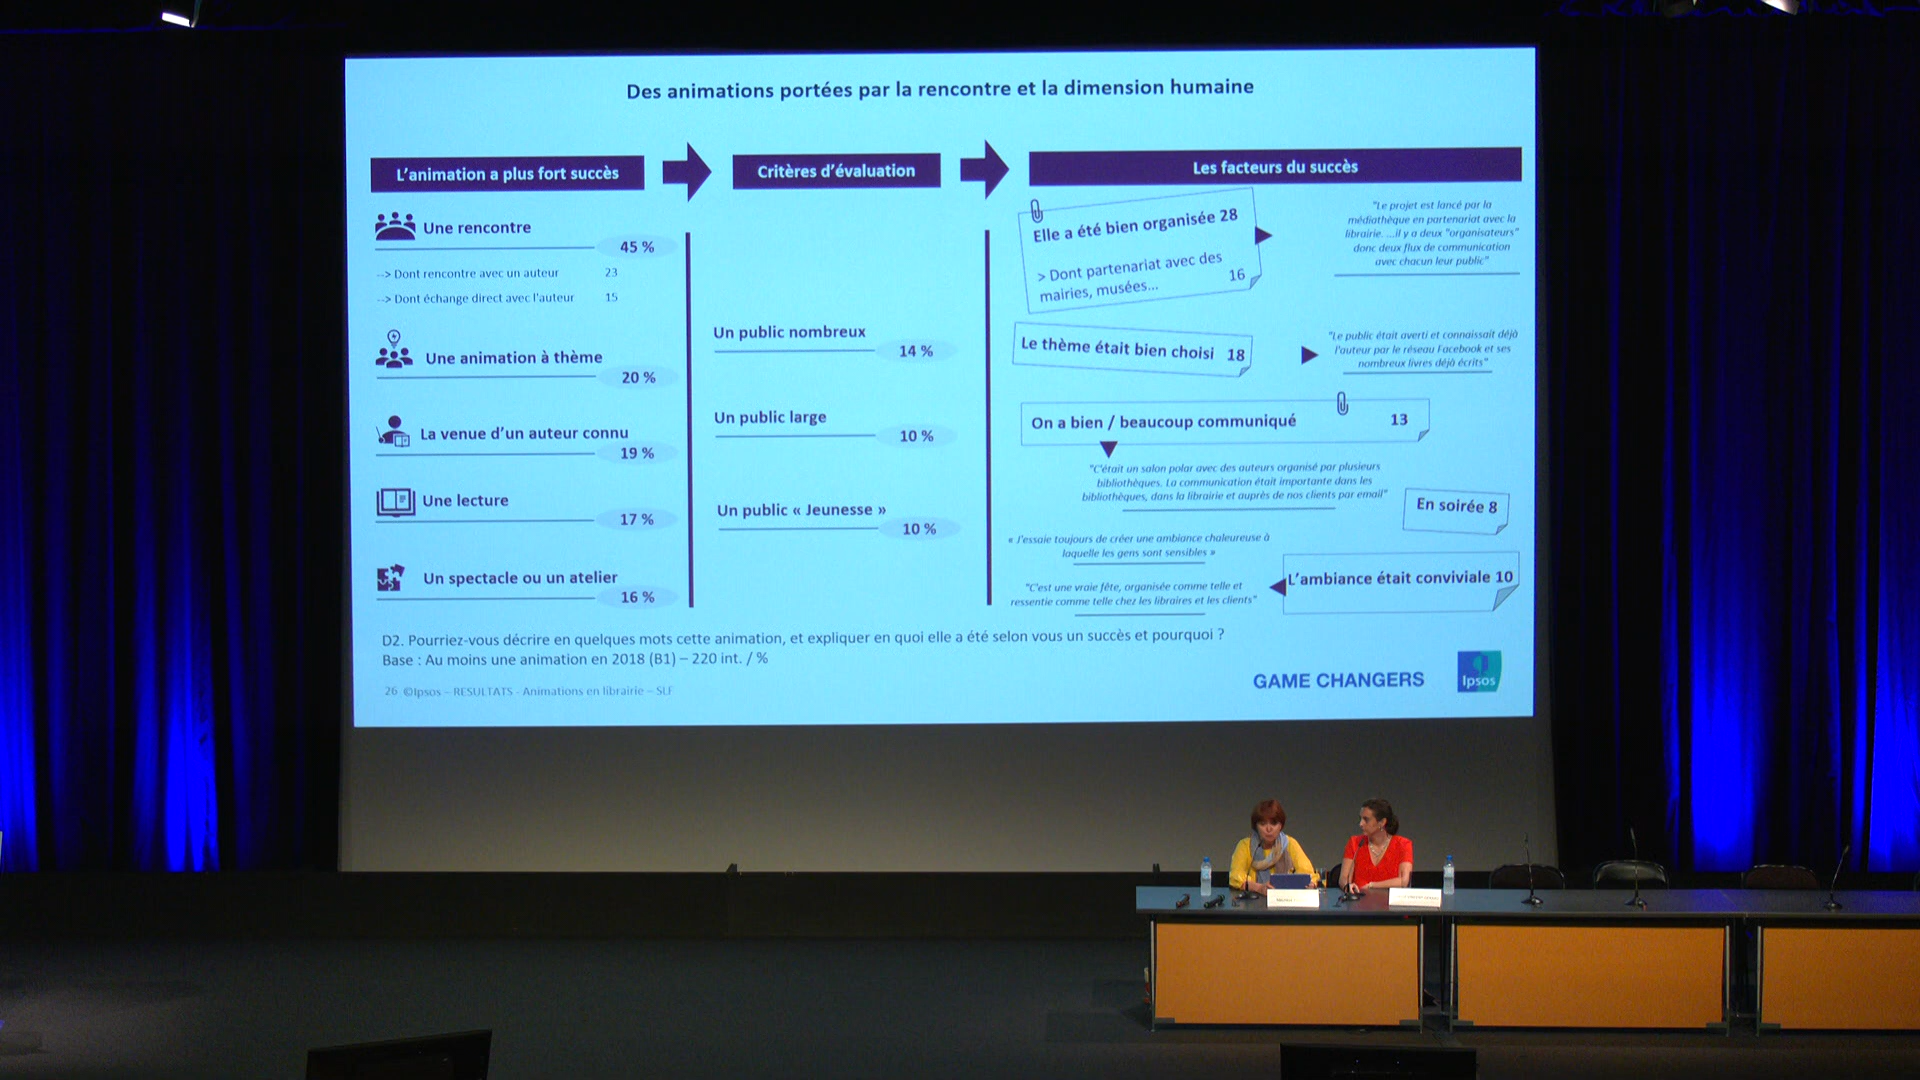 Des animations portées par la rencontre et la dimension humaine
L'animation a plus fort succès
Une rencontre
45 %
--> Dont rencontre avec un auteur 23
--> Dont échange direct avec l'auteur 15
Une animation à thème
20 %
La venue d'un auteur connu
19 %
Une lecture
17 %
Un spectacle ou un atelier
16 %
Critères d'évaluation
Un public nombreux
14 %
Un public large
10 %
Un public « Jeunesse »
10 %
Les facteurs du succès
Elle a été bien organisée 28
> Dont partenariat avec des
mairies, musées... 16
"Le projet est lancé par la
médiathèque en partenariat avec la
librairie. ...il y a deux "organisateurs"
donc deux flux de communication
avec chacun leur public"
Le thème était bien choisi 18
"Le public était averti et connaissait déjà
l'auteur par le réseau Facebook et ses
nombreux livres déjà écrits"
On a bien / beaucoup communiqué 13
"C'était un salon polar avec des auteurs organisé par plusieurs
bibliothèques. La communication était importante dans les
bibliothèques, dans la librairie et auprès de nos clients par email"
En soirée 8
« J'essaie toujours de créer une ambiance chaleureuse à
laquelle les gens sont sensibles »
"C'est une vraie fête, organisée comme telle et
ressentie comme telle chez les libraires et les clients"
L'ambiance était conviviale 10
D2. Pourriez-vous décrire en quelques mots cette animation, et expliquer en quoi elle a été selon vous un succès et pourquoi ?
Base : Au moins une animation en 2018 (B1) – 220 int. / %
26 ©Ipsos – RESULTATS - Animations en librairie – SLF
GAME CHANGERS
Ipsos